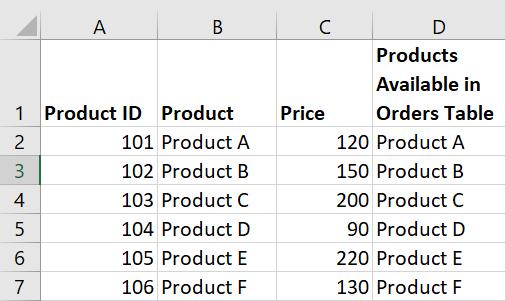 A B C D
1 Product ID Product Price Products Available in Orders Table
2 101 Product A 120 Product A
3 102 Product B 150 Product B
4 103 Product C 200 Product C
5 104 Product D 90 Product D
6 105 Product E 220 Product E
7 106 Product F 130 Product F